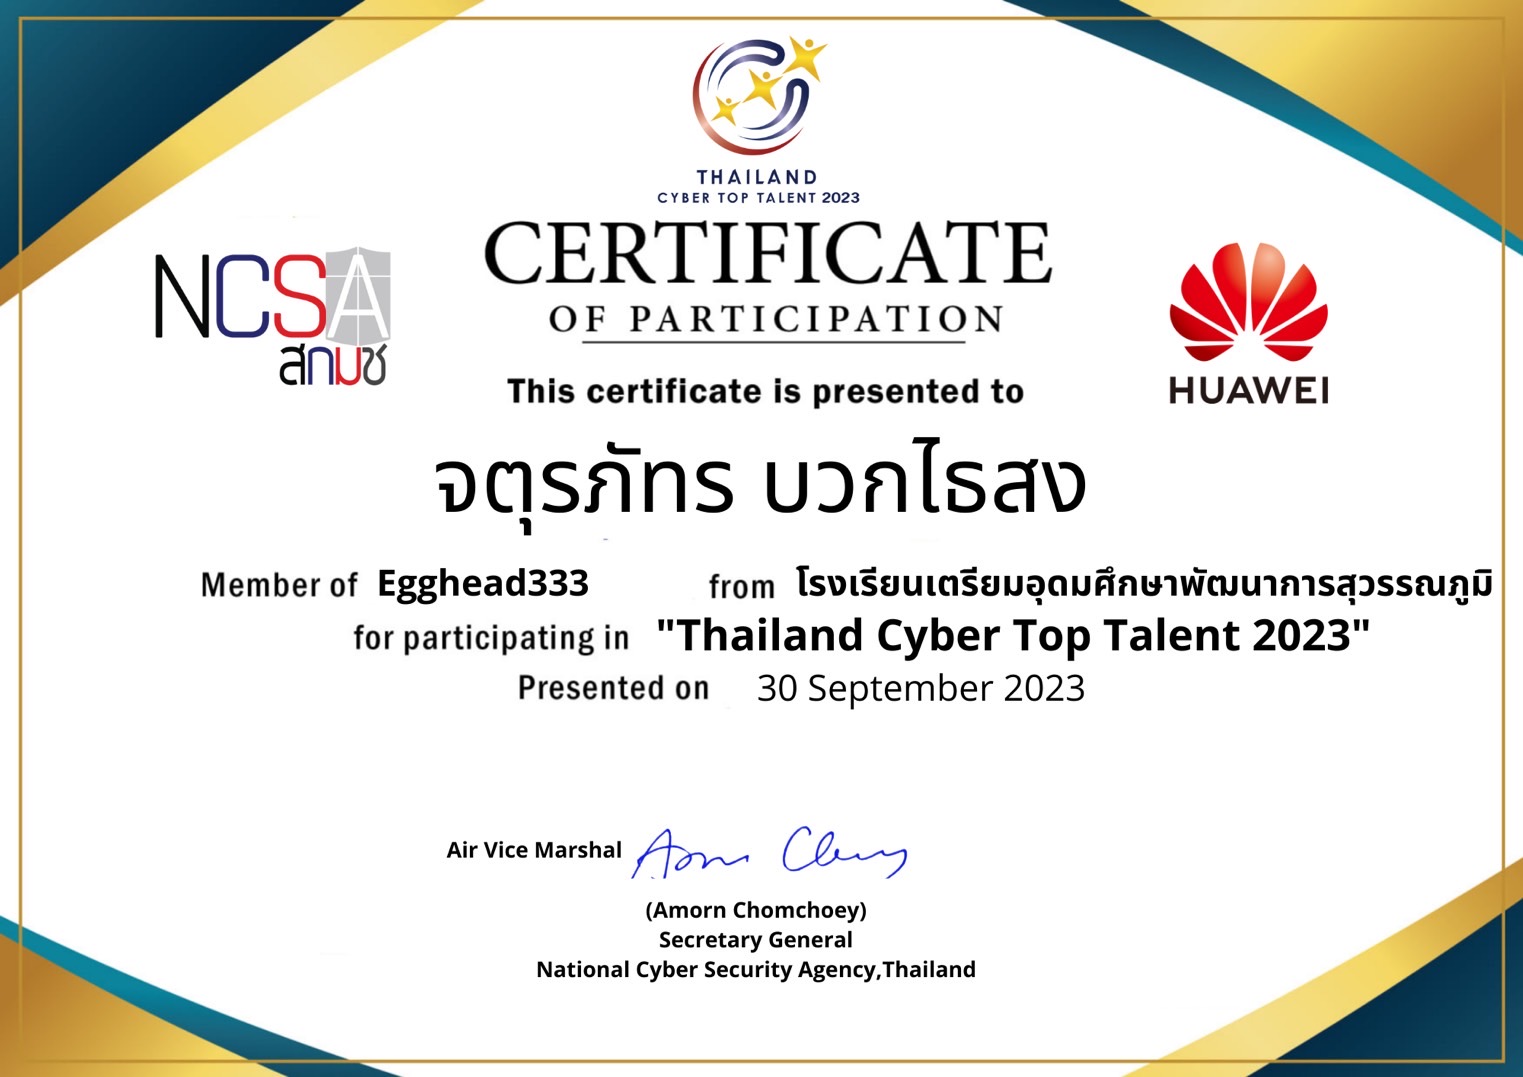 THAILAND
CYBER TOP TALENT 2023
NCSA
สกมช
CERTIFICATE
OF PARTICIPATION
HUAWEI
This certificate is presented to
จตุรภัทร บวกไธสง
Member of Egghead333 from โรงเรียนเตรียมอุดมศึกษาพัฒนาการสุวรรณภูมิ
for participating in "Thailand Cyber Top Talent 2023"
Presented on 30 September 2023
Air Vice Marshal
(Amorn Chomchoey)
Secretary General
National Cyber Security Agency,Thailand